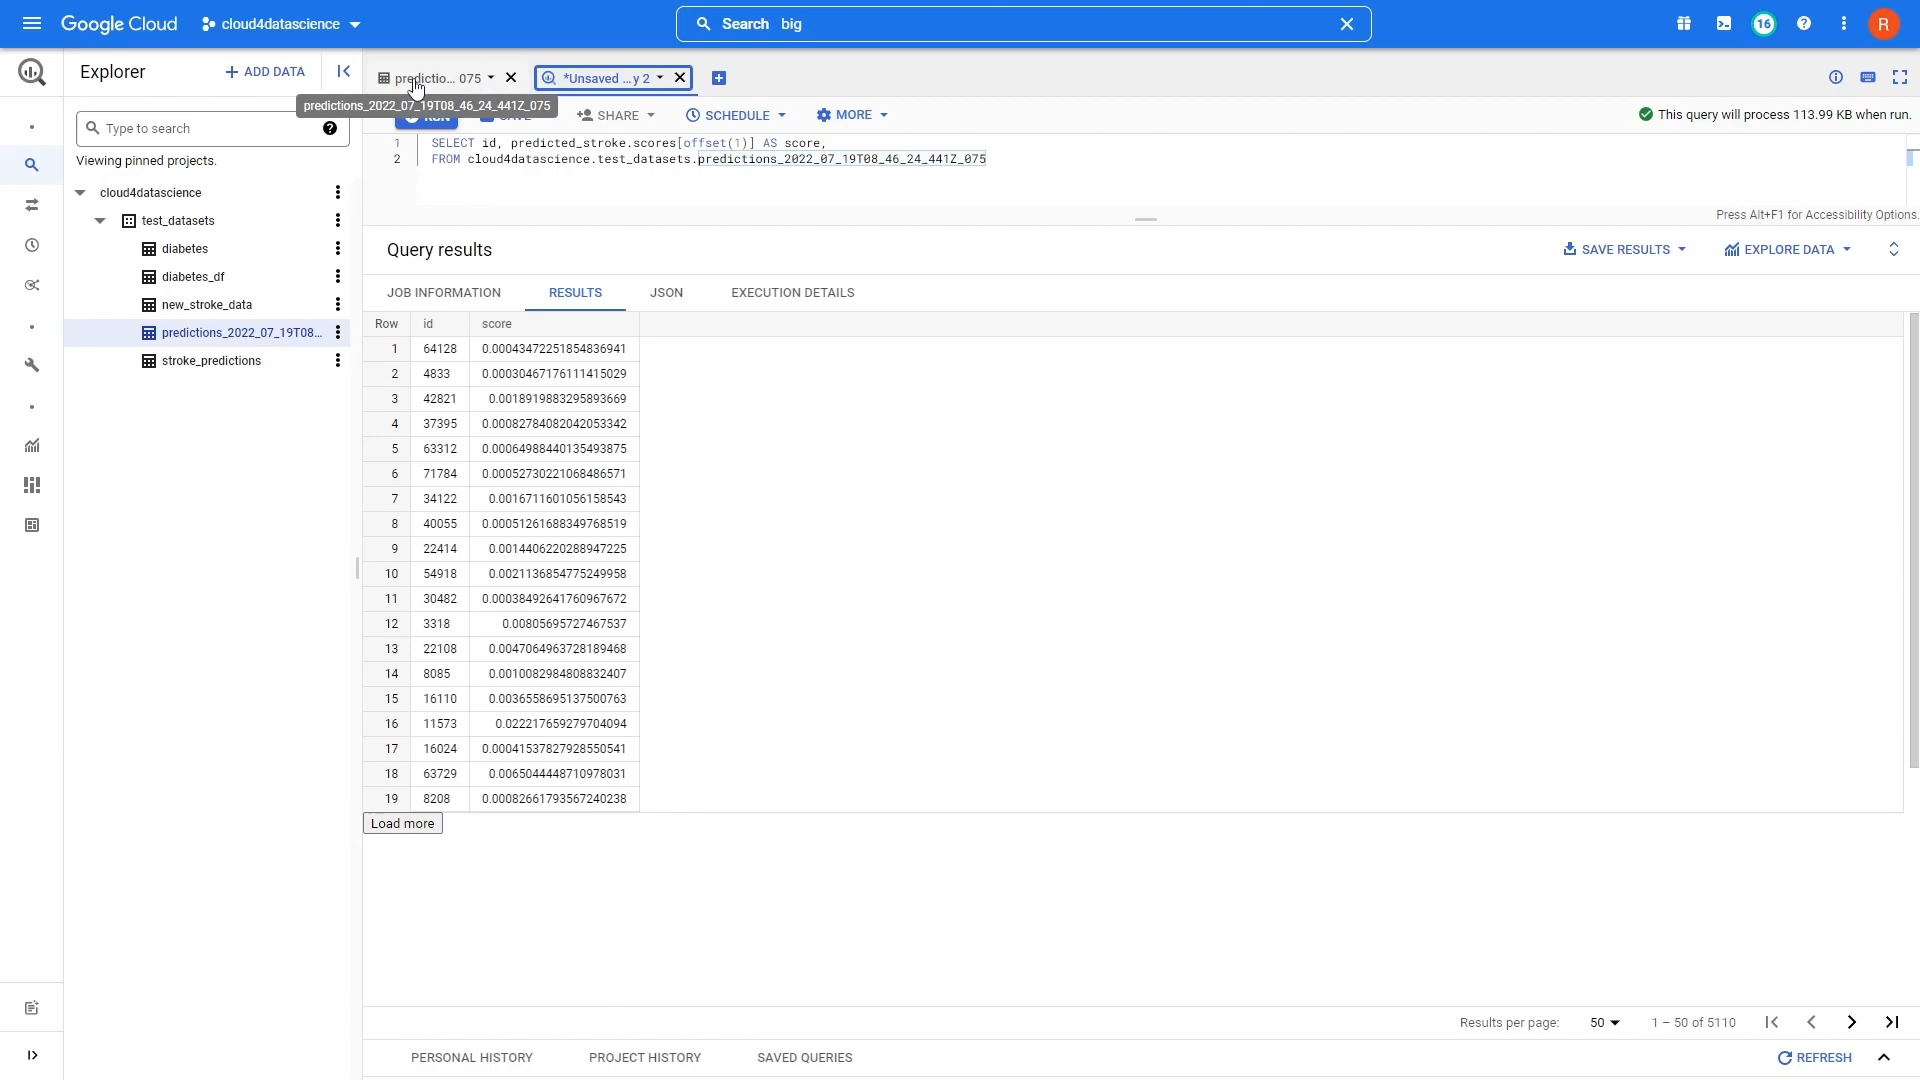 Google Cloud
cloud4datascience
Search big
16
R
Explorer
ADD DATA
predictio... 075
*Unsaved ...y 2
predictions_2022_07_19T08_46_24_441Z_075
RUN
SAVE
SHARE
SCHEDULE
MORE
This query will process 113.99 KB when run.
Type to search
Viewing pinned projects.
cloud4datascience
test_datasets
diabetes
diabetes_df
new_stroke_data
predictions_2022_07_19T08...
stroke_predictions
1 SELECT id, predicted_stroke.scores[offset(1)] AS score,
2 FROM cloud4datascience.test_datasets.predictions_2022_07_19T08_46_24_441Z_075
Press Alt+F1 for Accessibility Options.
Query results
SAVE RESULTS
EXPLORE DATA
JOB INFORMATION
RESULTS
JSON
EXECUTION DETAILS
Row id score
1 64128 0.00043472251854836941
2 4833 0.00030467176111415029
3 42821 0.0018919883295893669
4 37395 0.00082784082042053342
5 63312 0.00064988440135493875
6 71784 0.00052730221068486571
7 34122 0.0016711601056158543
8 40055 0.00051261688349768519
9 22414 0.0014406220288947225
10 54918 0.0021136854775249958
11 30482 0.00038492641760967672
12 3318 0.00805695727467537
13 22108 0.0047064963728189468
14 8085 0.0010082984808832407
15 16110 0.0036558695137500763
16 11573 0.022217659279704094
17 16024 0.00041537827928550541
18 63729 0.0065044448710978031
19 8208 0.00082661793567240238
Load more
Results per page:
50
1 – 50 of 5110
PERSONAL HISTORY
PROJECT HISTORY
SAVED QUERIES
REFRESH